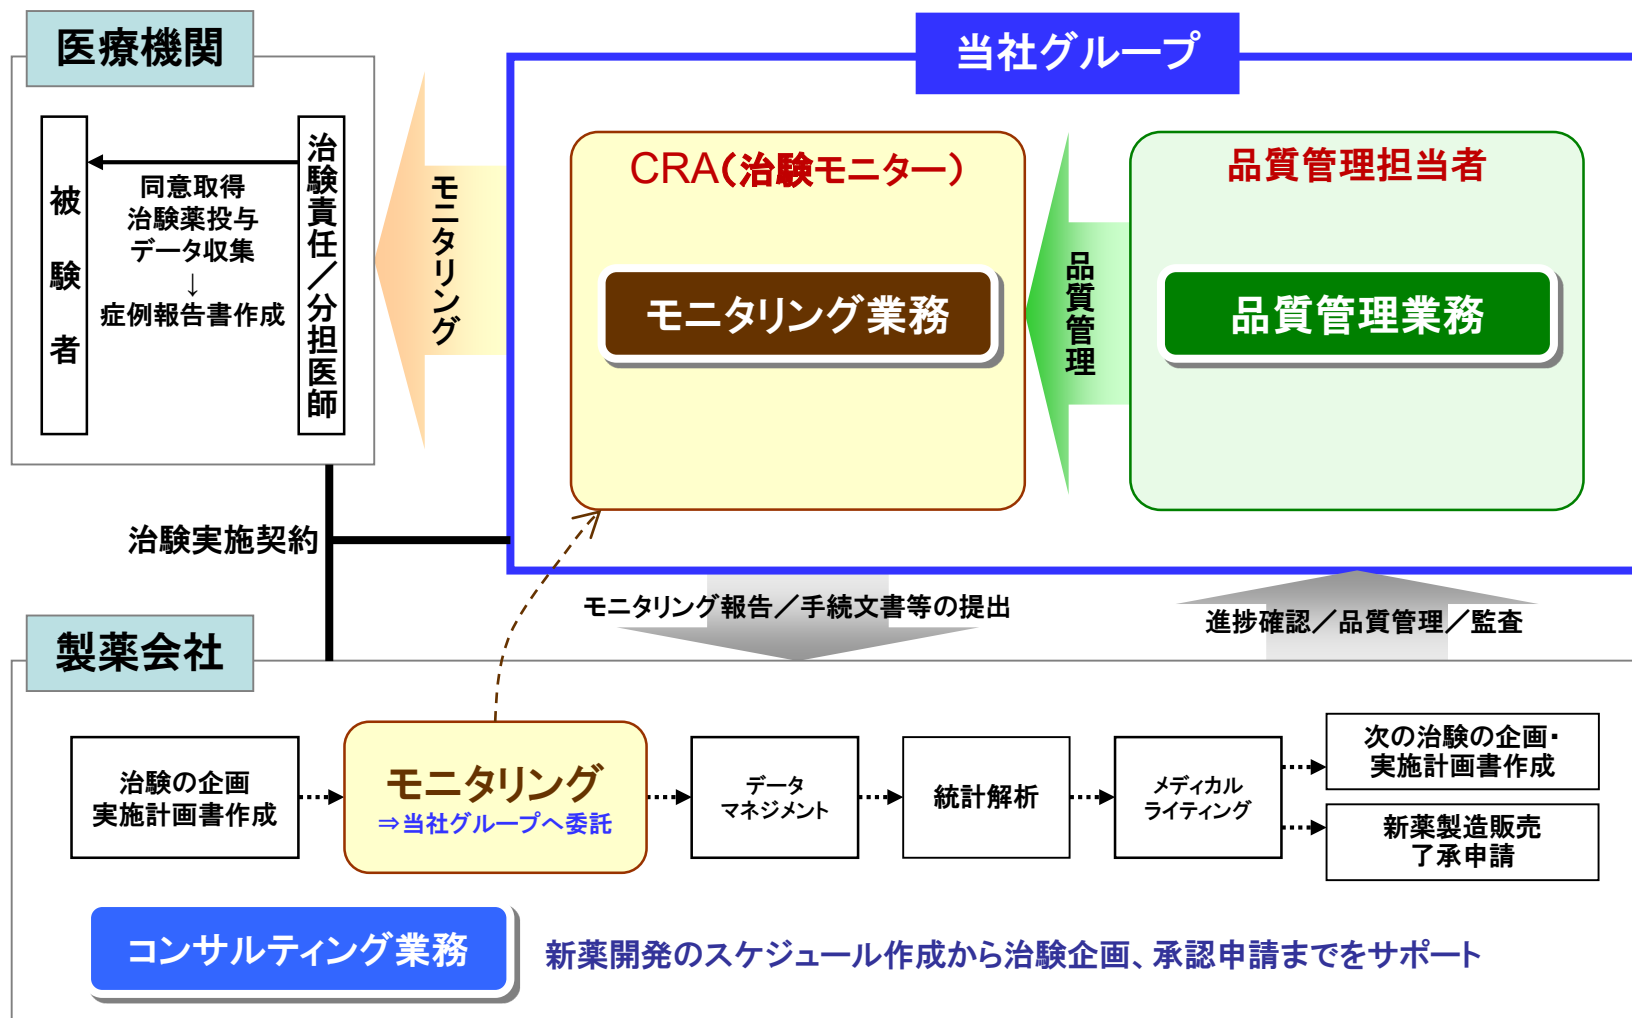 医療機関
当社グループ
被験者
同意取得
治験薬投与
データ収集
↓
症例報告書作成
治験責任／分担医師
モニタリング
CRA（治験モニター）
モニタリング業務
品質管理
品質管理担当者
品質管理業務
治験実施契約
モニタリング報告／手続文書等の提出
進捗確認／品質管理／監査
製薬会社
治験の企画
実施計画書作成
モニタリング
⇒当社グループへ委託
データ
マネジメント
統計解析
メディカル
ライティング
次の治験の企画・
実施計画書作成
新薬製造販売
了承申請
コンサルティング業務
新薬開発のスケジュール作成から治験企画、承認申請までをサポート